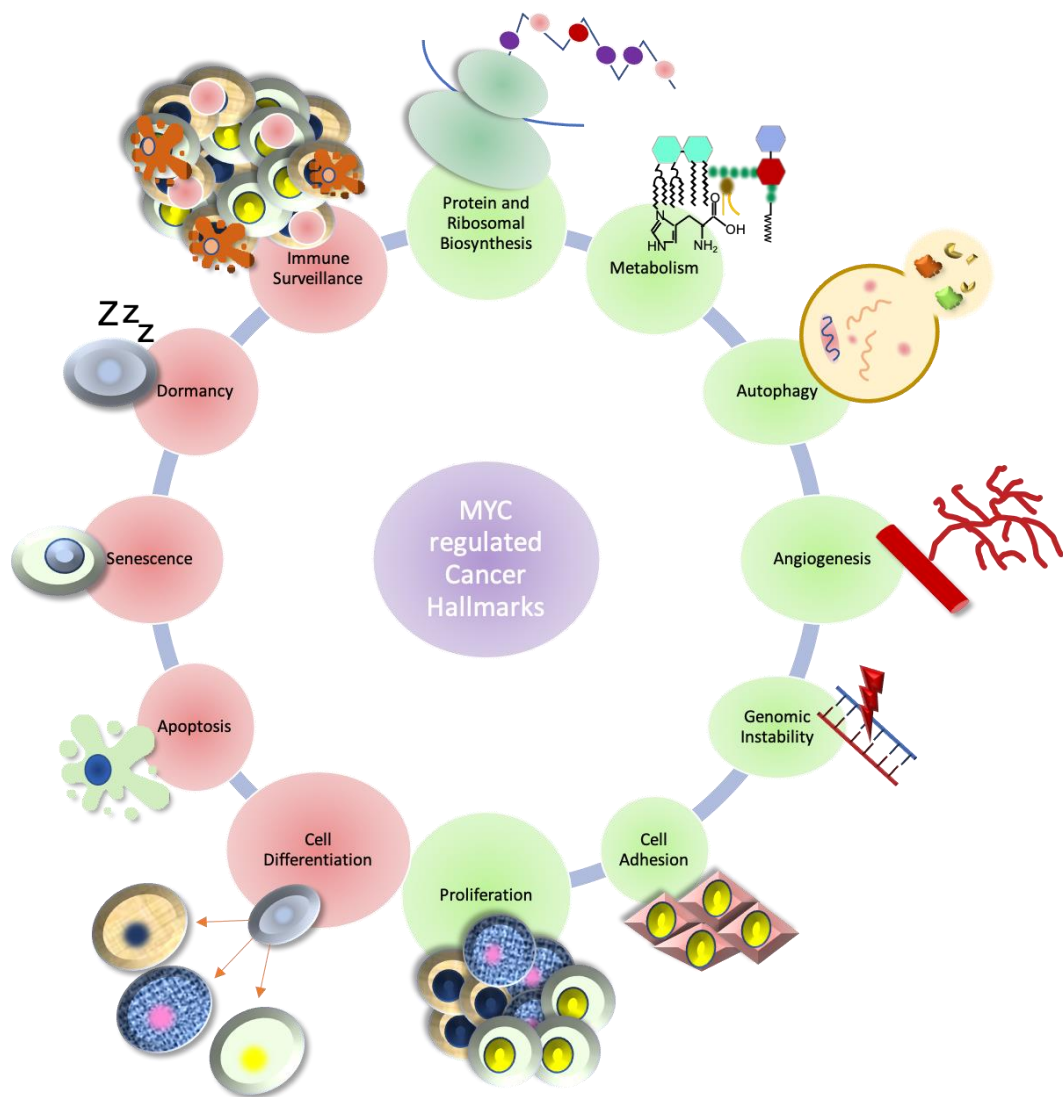 MYC
regulated
Cancer
Hallmarks
Protein and
Ribosomal
Biosynthesis
O
OH
N
HN
NH₂
Metabolism
Autophagy
Angiogenesis
Genomic
Instability
Cell
Adhesion
Proliferation
Cell
Differentiation
Apoptosis
Senescence
Dormancy
Zzz
Immune
Surveillance